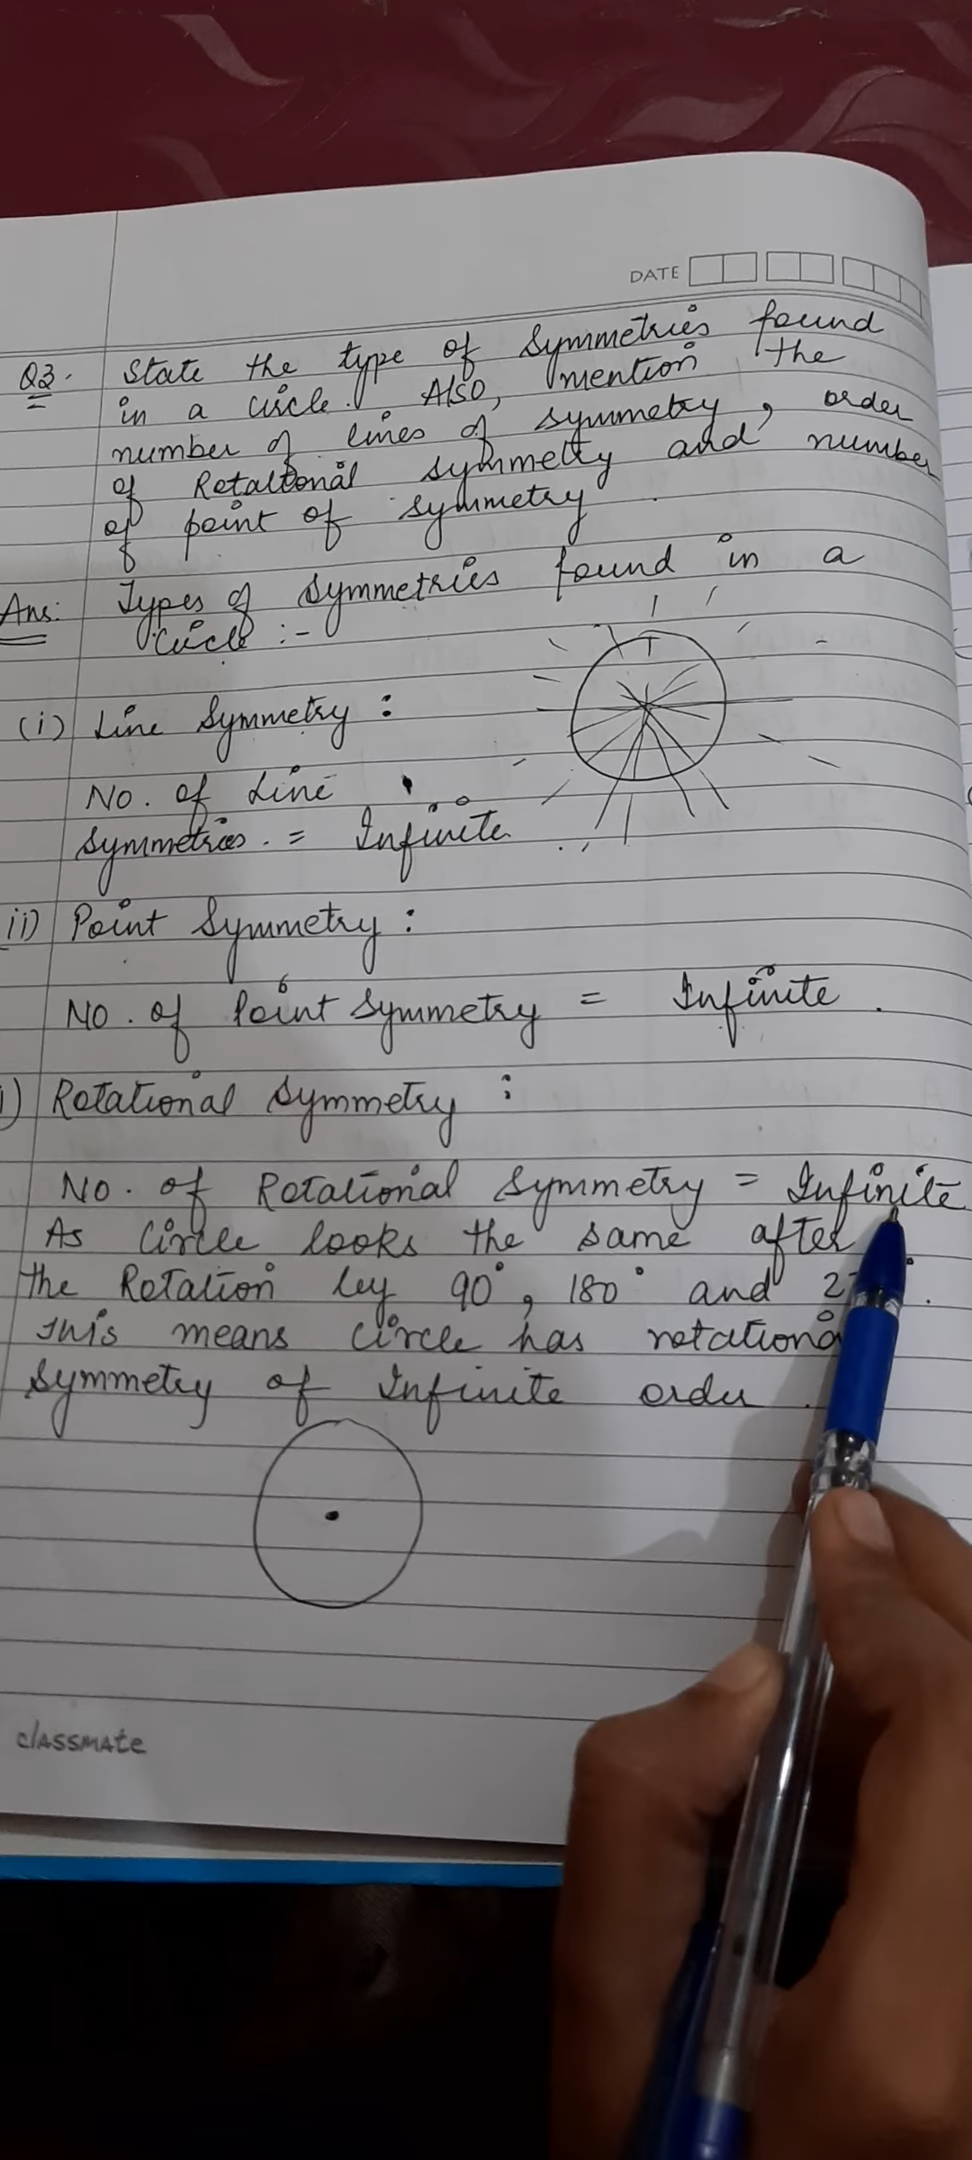 DATE
Q3. State the type of Symmetries found
in a circle. Also, mention the
number of lines of symmetry, order
of Rotational symmetry and number
of point of symmetry.
Ans: Types of Symmetries found in a
Circle :-
(i) Line Symmetry :
No. of Line
Symmetries. = Infinite
ii) Point Symmetry :
No. of Point Symmetry = Infinite.
) Rotational Symmetry :
No. of Rotational Symmetry = Infinite
As Circle looks the same after
the Rotation by 90°, 180° and
This means circle has
Symmetry of Infinite order.
classmate